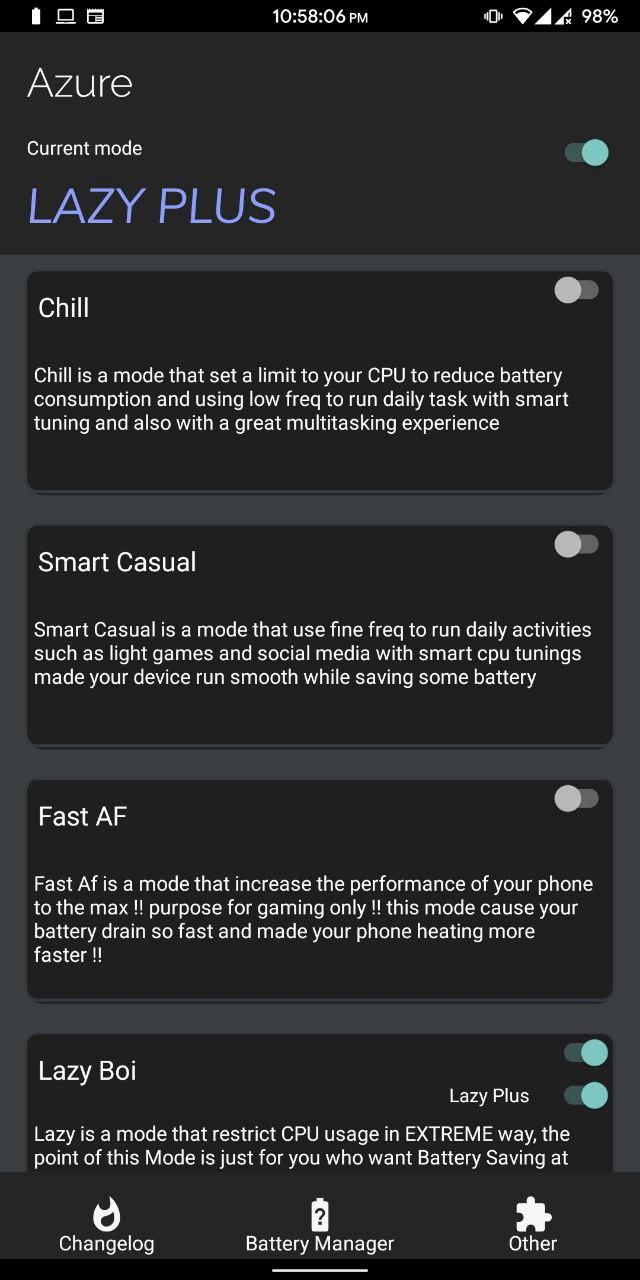 10:58:06 PM
98%
Azure
Current mode
LAZY PLUS
Chill
Chill is a mode that set a limit to your CPU to reduce battery
consumption and using low freq to run daily task with smart
tuning and also with a great multitasking experience
Smart Casual
Smart Casual is a mode that use fine freq to run daily activities
such as light games and social media with smart cpu tunings
made your device run smooth while saving some battery
Fast AF
Fast Af is a mode that increase the performance of your phone
to the max !! purpose for gaming only !! this mode cause your
battery drain so fast and made your phone heating more
faster !!
Lazy Boi
Lazy Plus
Lazy is a mode that restrict CPU usage in EXTREME way, the
point of this Mode is just for you who want Battery Saving at
Changelog
Battery Manager
Other